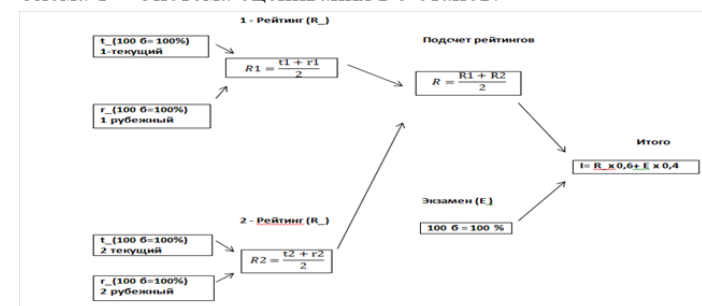 1 - Рейтинг (R_)
t_(100 б=100%)
1-текущий
R1 = t1 + r1 / 2
r_(100 б=100%)
1 рубежный
Подсчет рейтингов
R = R1 + R2 / 2
Итого
I= R_x0,6+ E x 0,4
Экзамен (E_)
100 б = 100 %
2 - Рейтинг (R_)
t_(100 б=100%)
2 текущий
R2 = t2 + r2 / 2
r_(100 б=100%)
2 рубежный